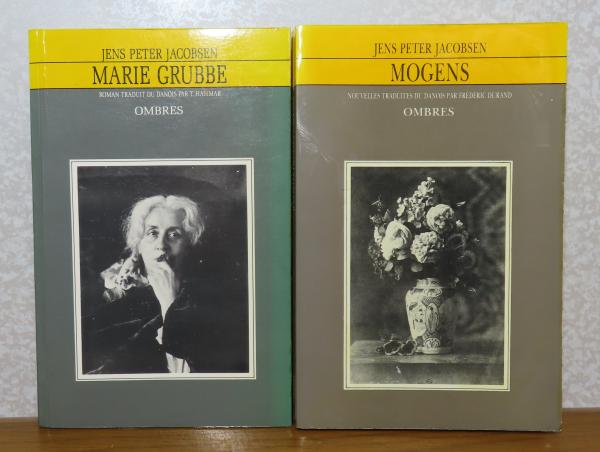 JENS PETER JACOBSEN
MARIE GRUBBE
ROMAN TRADUIT DU DANOIS PAR T. HAMMAR
OMBRES
JENS PETER JACOBSEN
MOGENS
NOUVELLES TRADUITES DU DANOIS PAR FRÉDÉRIC DURAND
OMBRES